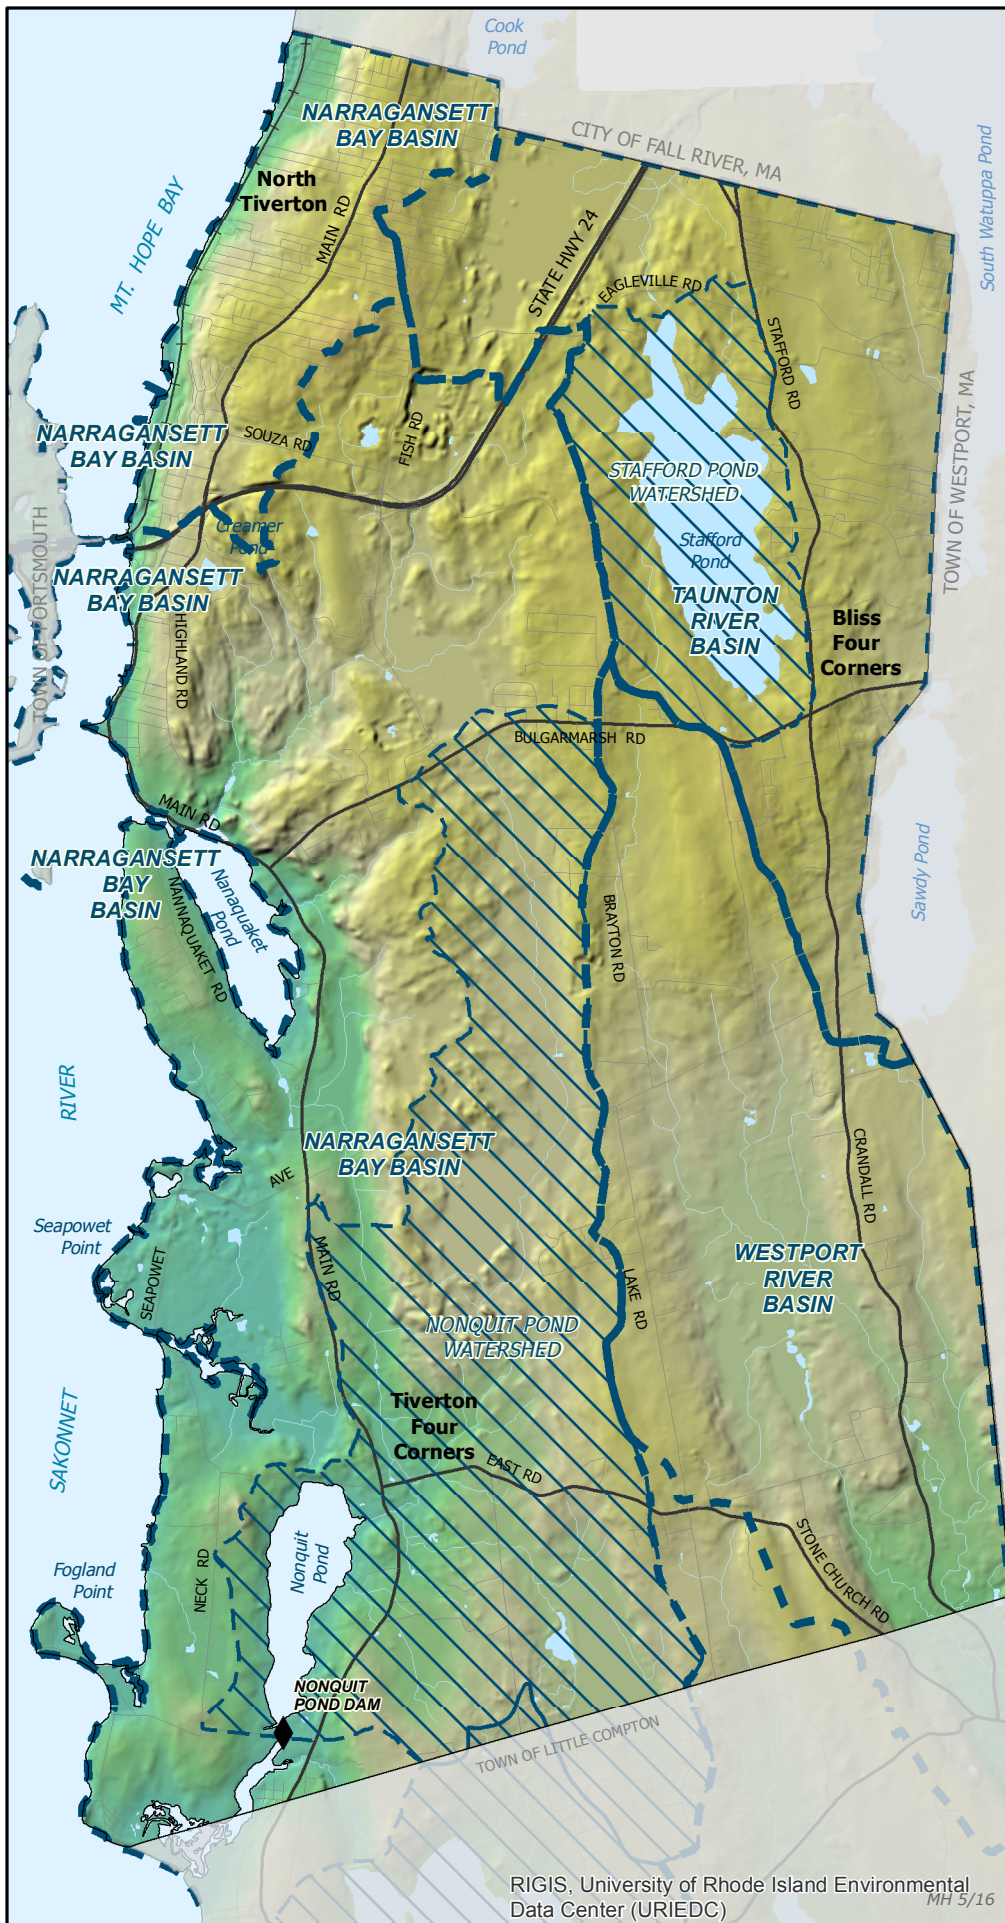 Cook
Pond
NARRAGANSETT
BAY BASIN
CITY OF FALL RIVER, MA
South Watuppa Pond
North
Tiverton
MAIN RD
MT. HOPE BAY
STATE HWY 24
EAGLEVILLE RD
STAFFORD RD
TOWN OF WESTPORT, MA
NARRAGANSETT
BAY BASIN
SOUZA RD
FISH RD
STAFFORD POND
WATERSHED
Creamer
Pond
Stafford
Pond
TOWN OF PORTSMOUTH
NARRAGANSETT
BAY BASIN
TAUNTON
RIVER
BASIN
Bliss
Four
Corners
HIGHLAND RD
BULGARMARSH RD
MAIN RD
NARRAGANSETT
BAY
BASIN
NANNAQUAKET RD
Nanaquaket
Pond
Sawdy Pond
BRAYTON RD
RIVER
NARRAGANSETT
BAY BASIN
AVE
CRANDALL RD
Seapowet
Point
SEAPOWET
MAIN RD
LAKE RD
WESTPORT
RIVER
BASIN
NONQUIT POND
WATERSHED
SAKONNET
Tiverton
Four
Corners
EAST RD
STONE CHURCH RD
Fogland
Point
NECK RD
Nonquit
Pond
NONQUIT
POND DAM
TOWN OF LITTLE COMPTON
RIGIS, University of Rhode Island Environmental
Data Center (URIEDC)
MH 5/16